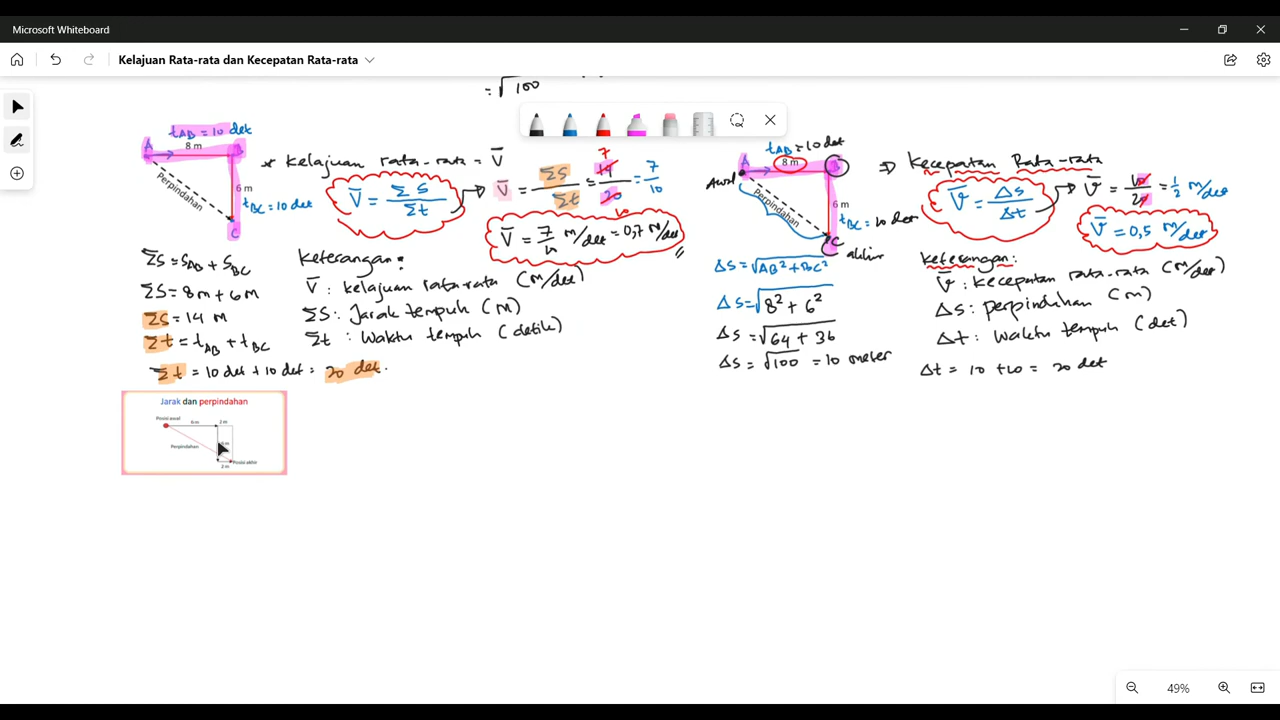 Microsoft Whiteboard
Kelajuan Rata-rata dan Kecepatan Rata-rata
= √100
tAB = 10 det
A 8 m B
6 m
tBC = 10 det
Perpindahan
C
* Kelajuan rata-rata = V̅
V̅ = Σs / Σt
V̅ = Σs / Σt = 14 / 20 = 7 / 10
7
10
V̅ = 7/10 m/det = 0,7 m/det
Σs = SAB + SBC
Σs = 8m + 6m
Σs = 14 m
Σt = tAB + tBC
Σt = 10 det + 10 det = 20 det.
Keterangan:
V̅ : kelajuan rata-rata (m/det)
Σs : Jarak tempuh (m)
Σt : Waktu tempuh (detik)
tAB = 10 det
A 8 m B
Awal
6 m
tBC = 10 det
Perpindahan
C
akhir
Δs = √AB² + BC²
Δs = √8² + 6²
Δs = √64 + 36
Δs = √100 = 10 meter
⇒ Kecepatan Rata-rata
V̅ = Δs / Δt
V̅ = 10 / 20 = 1/2 m/det
V̅ = 0,5 m/det
keterangan:
V̅ : kecepatan rata-rata (m/det)
Δs : perpindahan (m)
Δt : waktu tempuh (det)
Δt = 10 + 10 = 20 det
Jarak dan perpindahan
Posisi awal
6 m 2 m
Perpindahan
2 m
Posisi akhir
49%